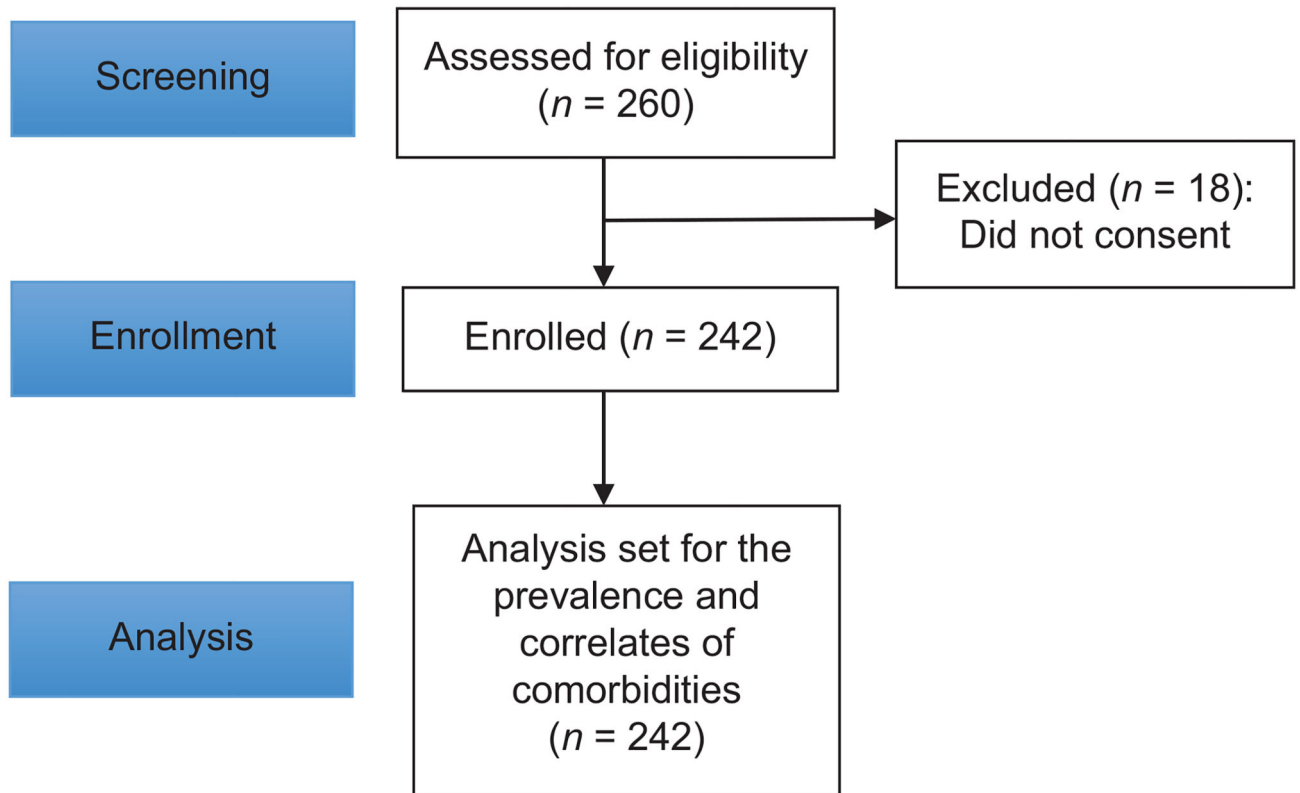 Screening
Assessed for eligibility
(n = 260)
Excluded (n = 18):
Did not consent
Enrollment
Enrolled (n = 242)
Analysis
Analysis set for the
prevalence and
correlates of
comorbidities
(n = 242)